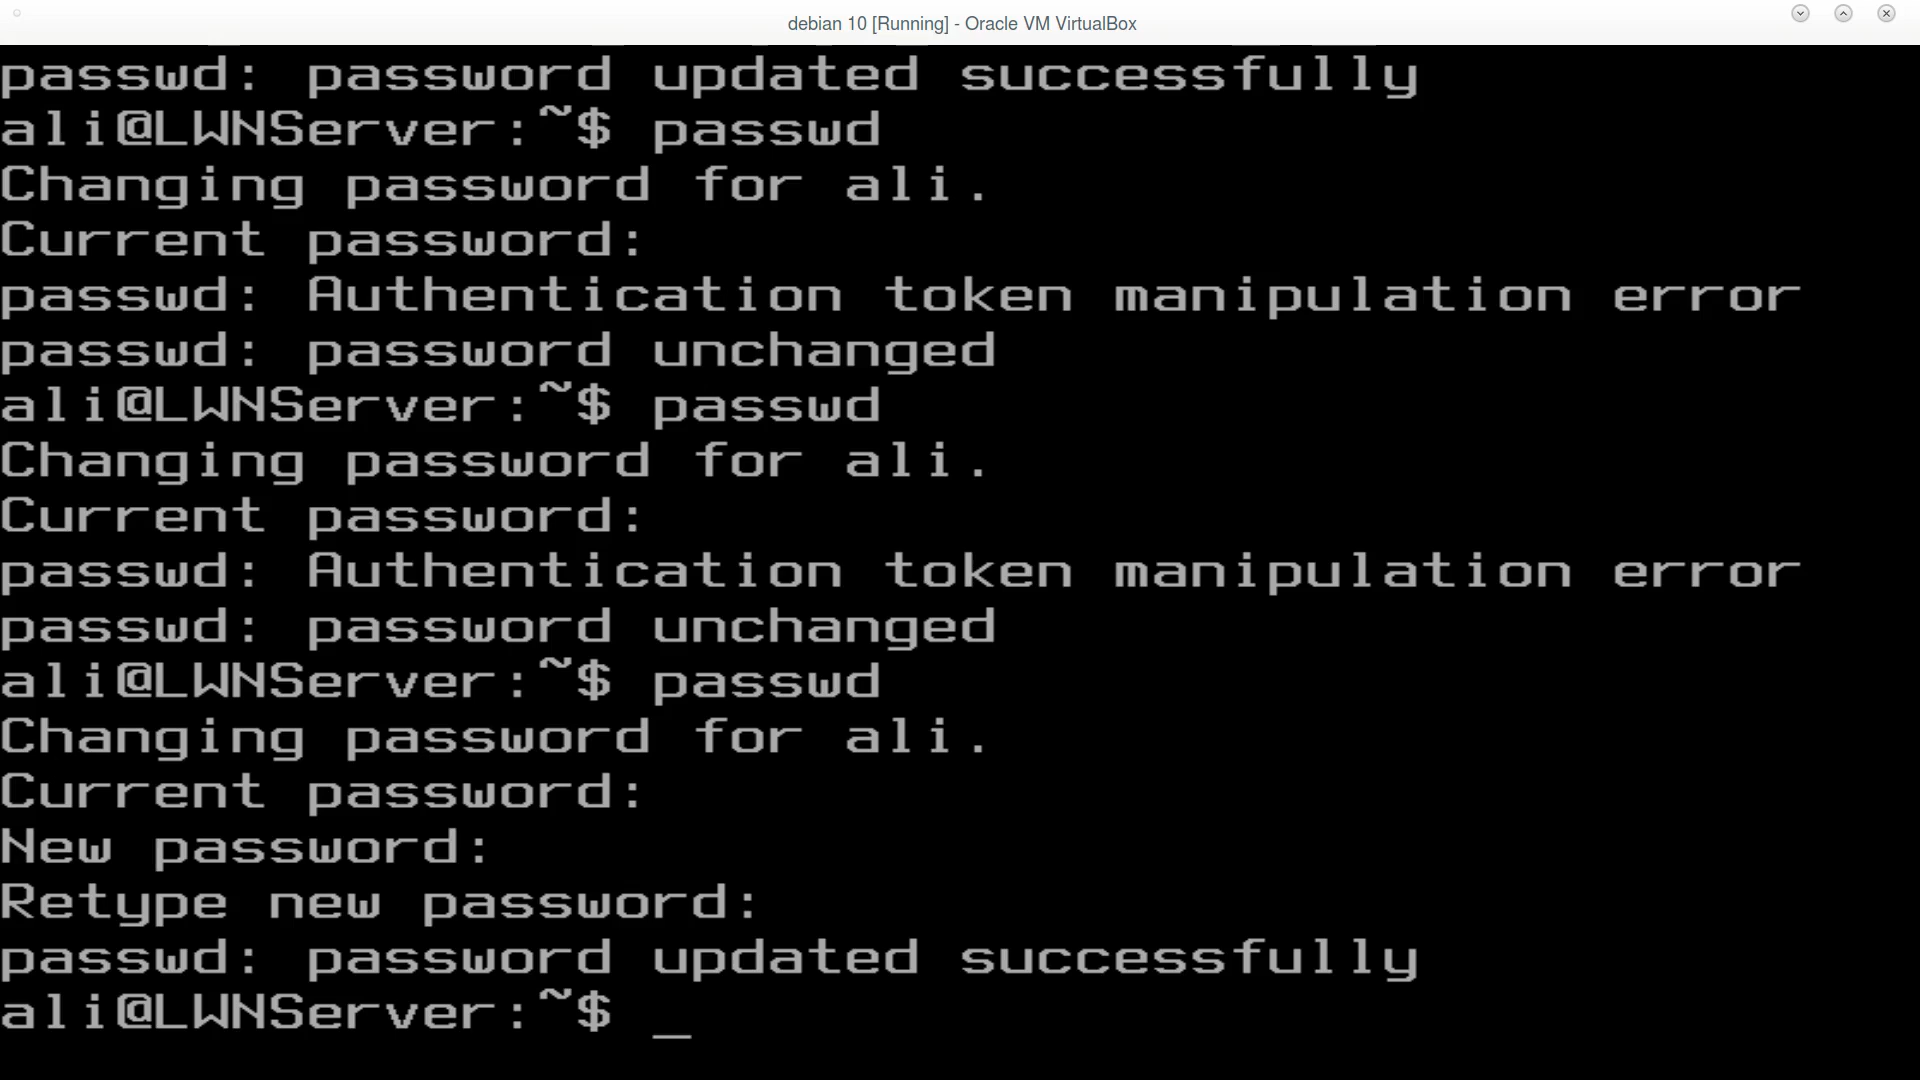 debian 10 [Running] - Oracle VM VirtualBox
passwd: password updated successfully
ali@LWNServer:~$ passwd
Changing password for ali.
Current password:
passwd: Authentication token manipulation error
passwd: password unchanged
ali@LWNServer:~$ passwd
Changing password for ali.
Current password:
passwd: Authentication token manipulation error
passwd: password unchanged
ali@LWNServer:~$ passwd
Changing password for ali.
Current password:
New password:
Retype new password:
passwd: password updated successfully
ali@LWNServer:~$ _